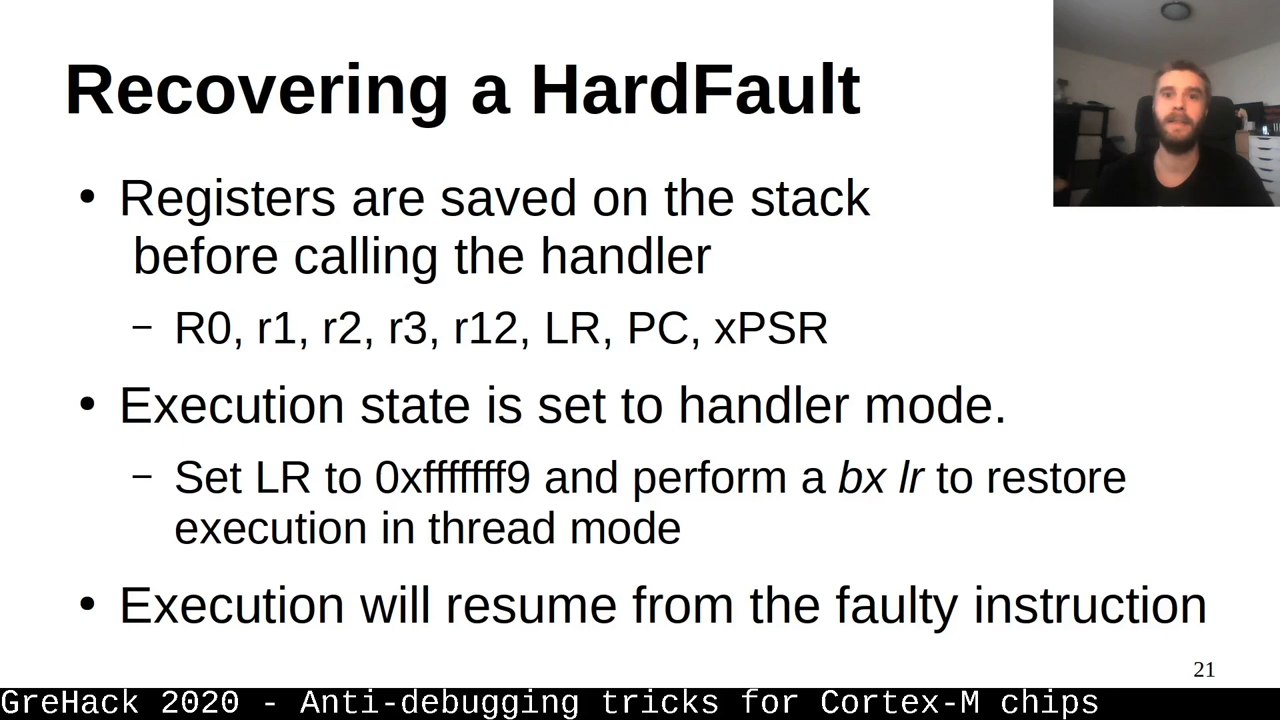 Recovering a HardFault
• Registers are saved on the stack
before calling the handler
– R0, r1, r2, r3, r12, LR, PC, xPSR
• Execution state is set to handler mode.
– Set LR to 0xfffffff9 and perform a bx lr to restore
execution in thread mode
• Execution will resume from the faulty instruction
21
GreHack 2020 - Anti-debugging tricks for Cortex-M chips